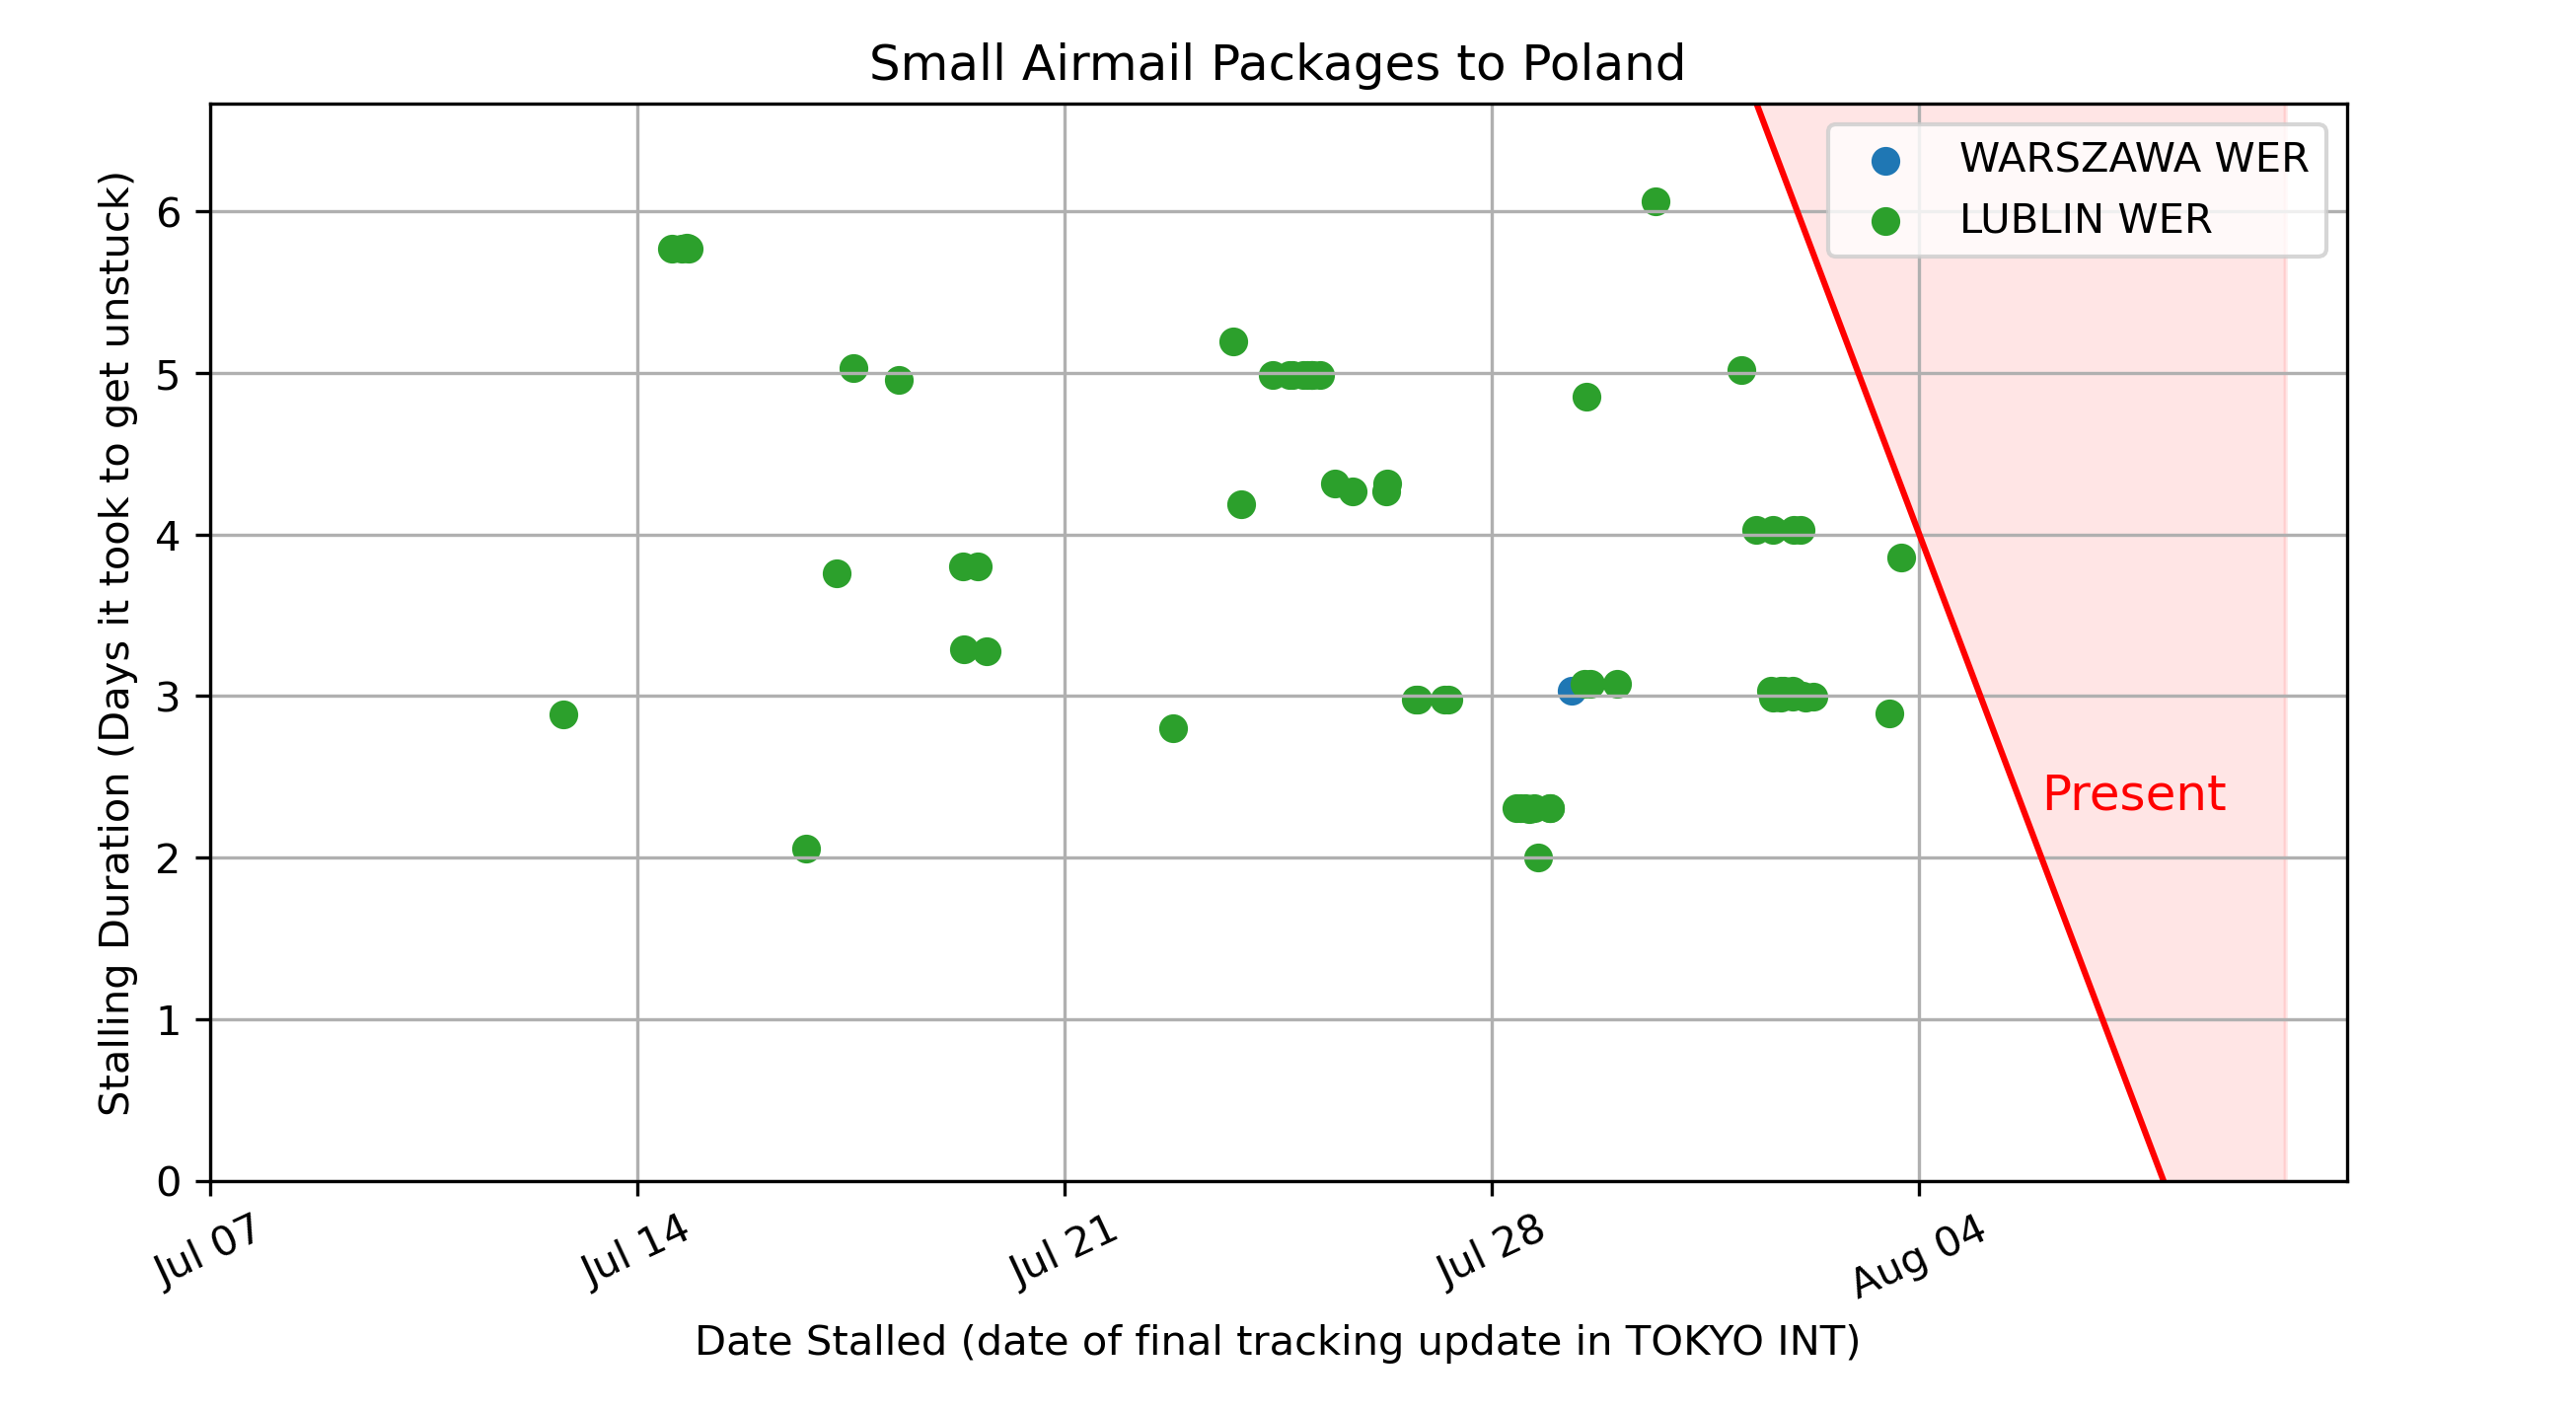 Small Airmail Packages to Poland
WARSZAWA WER
LUBLIN WER
Stalling Duration (Days it took to get unstuck)
6
5
4
3
2
1
0
Present
Jul 07
Jul 14
Jul 21
Jul 28
Aug 04
Date Stalled (date of final tracking update in TOKYO INT)